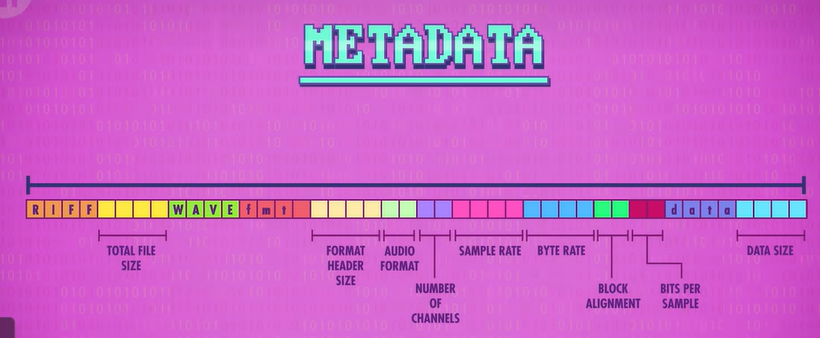 METADATA
RIFF WAVE fmt data
TOTAL FILE
SIZE
FORMAT
HEADER
SIZE
AUDIO
FORMAT
NUMBER
OF
CHANNELS
SAMPLE RATE
BYTE RATE
BLOCK
ALIGNMENT
BITS PER
SAMPLE
DATA SIZE